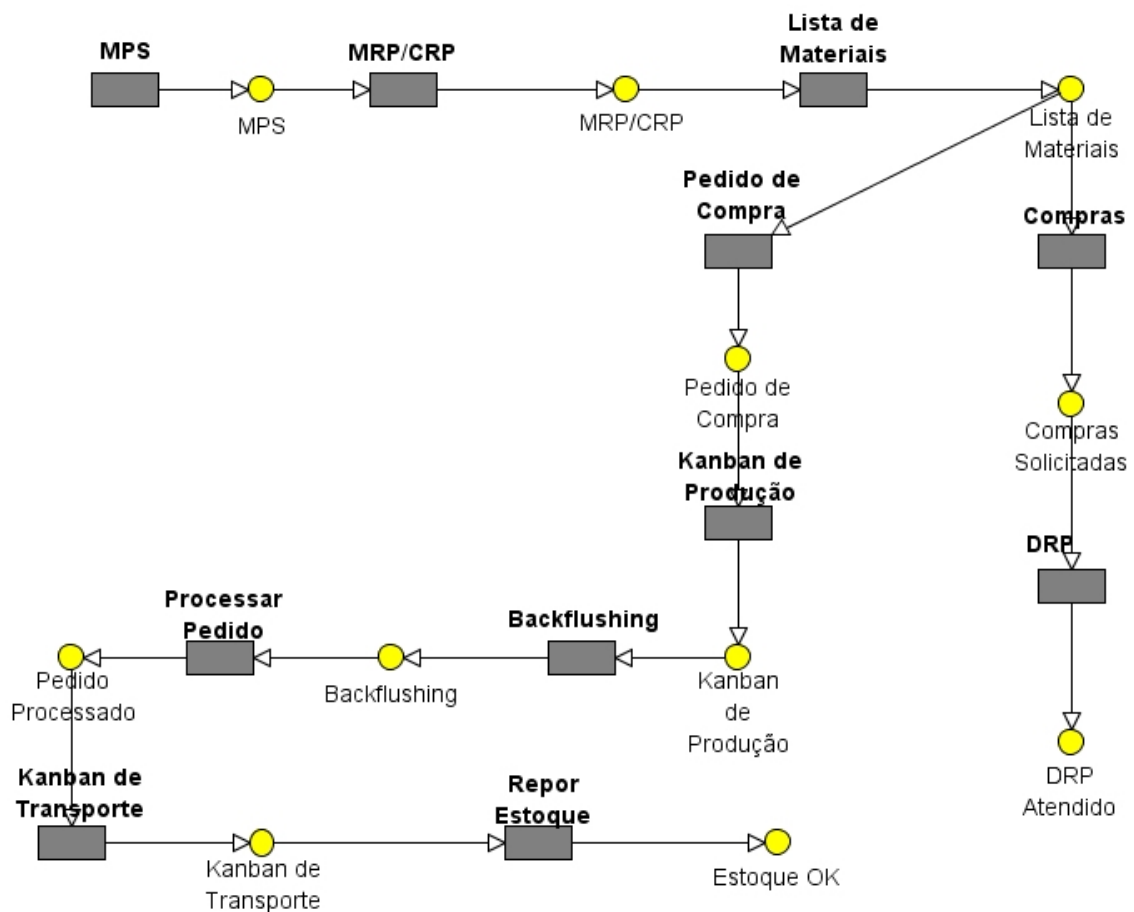 MPS
MRP/CRP
Lista de
Materiais
MPS
MRP/CRP
Lista de
Materiais
Pedido de
Compra
Compras
Pedido de
Compra
Compras
Solicitadas
Kanban de
Produção
DRP
Processar
Pedido
Backflushing
Pedido
Processado
Backflushing
Kanban
de
Produção
DRP
Atendido
Kanban de
Transporte
Repor
Estoque
Kanban de
Transporte
Estoque OK